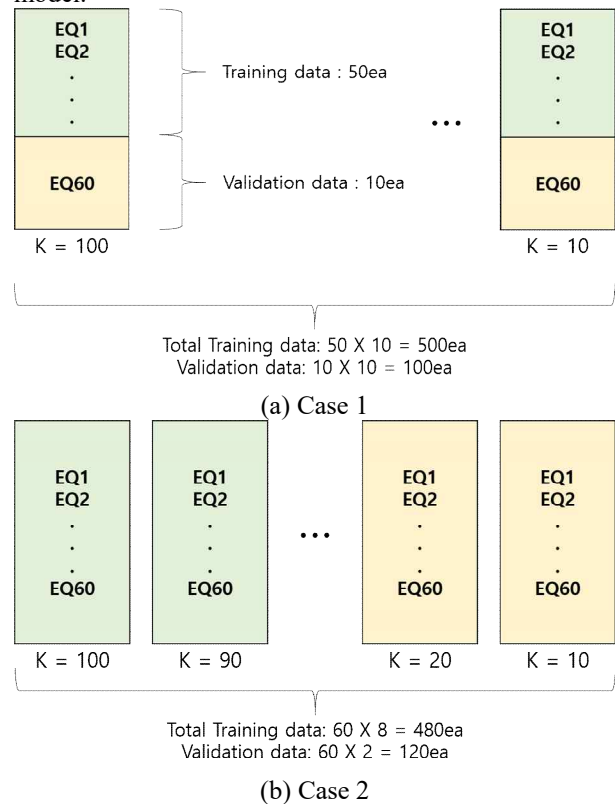 model.
EQ1
EQ2
.
.
.
EQ60
K = 100
Training data : 50ea
Validation data : 10ea
...
EQ1
EQ2
.
.
.
EQ60
K = 10
Total Training data: 50 X 10 = 500ea
Validation data: 10 X 10 = 100ea
(a) Case 1
EQ1
EQ2
.
.
.
EQ60
K = 100
EQ1
EQ2
.
.
.
EQ60
K = 90
...
EQ1
EQ2
.
.
.
EQ60
K = 20
EQ1
EQ2
.
.
.
EQ60
K = 10
Total Training data: 60 X 8 = 480ea
Validation data: 60 X 2 = 120ea
(b) Case 2